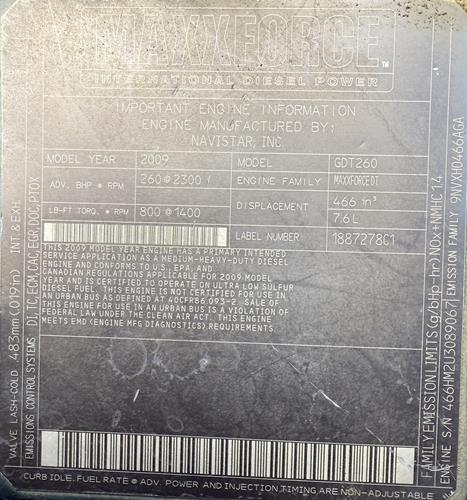 MAXXFORCE™
INTERNATIONAL DIESEL POWER
IMPORTANT ENGINE INFORMATION
ENGINE MANUFACTURED BY:
NAVISTAR, INC.
MODEL YEAR 2009 MODEL GDT260
ADV. BHP @ RPM 260 @ 2300 ENGINE FAMILY MAXXFORCEDT
LB-FT TORQ. @ RPM 800 @ 1400 DISPLACEMENT 466 in³
7.6 L
LABEL NUMBER 1887278C1
THIS 2009 MODEL YEAR ENGINE HAS A PRIMARY INTENDED
SERVICE APPLICATION AS A MEDIUM-HEAVY-DUTY DIESEL
ENGINE AND CONFORMS TO U.S. EPA, AND
CANADIAN REGULATIONS APPLICABLE FOR 2009 MODEL
YEAR AND IS CERTIFIED TO OPERATE ON ULTRA LOW SULFUR
DIESEL FUEL. THIS ENGINE IS NOT CERTIFIED FOR USE IN
AN URBAN BUS AS DEFINED AT 40CFR86.093-2. SALE OF
THIS ENGINE FOR USE IN AN URBAN BUS IS A VIOLATION OF
FEDERAL LAW UNDER THE CLEAN AIR ACT. THIS ENGINE
MEETS EMD (ENGINE MFG DIAGNOSTICS) REQUIREMENTS.
CURB IDLE, FUEL RATE @ ADV. POWER AND INJECTION TIMING ARE NON-ADJUSTABLE
VALVE LASH-COLD .483mm (.019in) INT. & EXH.
EMISSIONS CONTROL SYSTEMS DI, TC, ECM, CAC, EGR, DOC, PTOX
FAMILY EMISSION LIMITS (g/bHp-hr) NOx+NMHC 1.4
ENGINE S/N 466HM2U3089067 EMISSION FAMILY 9NVXH0466AGA